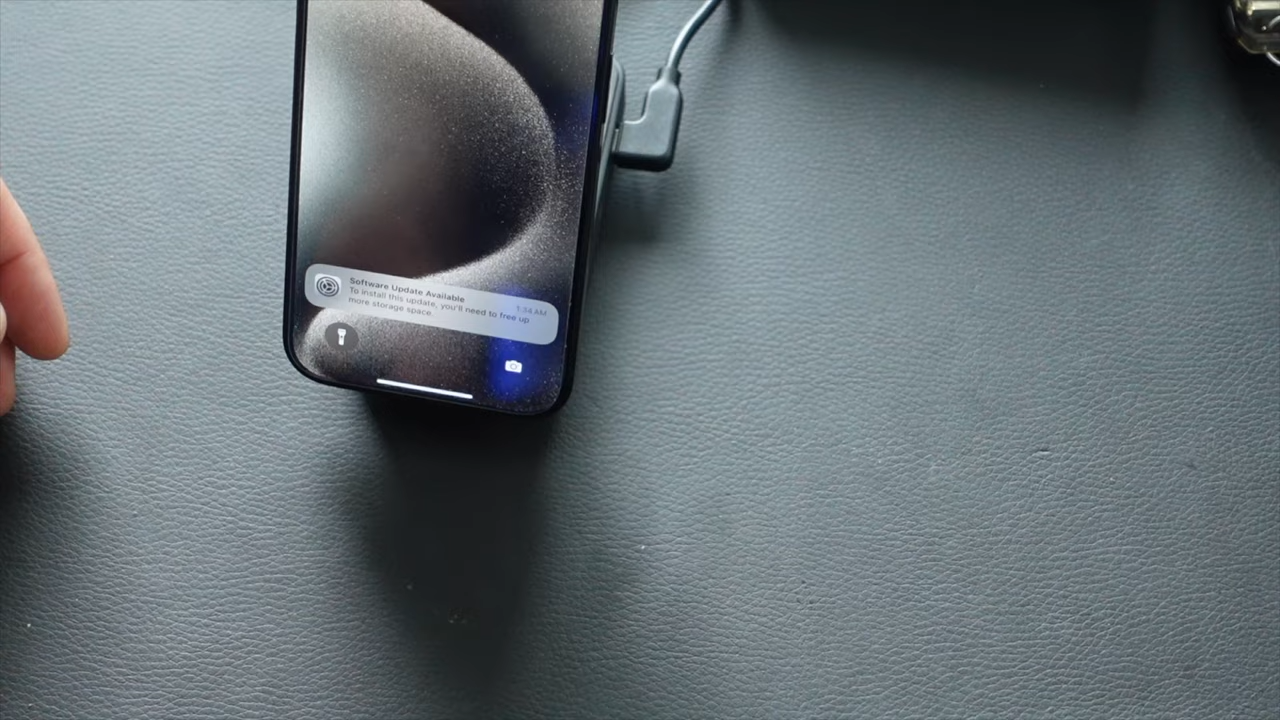 Software Update Available
1:34 AM
To install this update, you'll need to free up
more storage space.